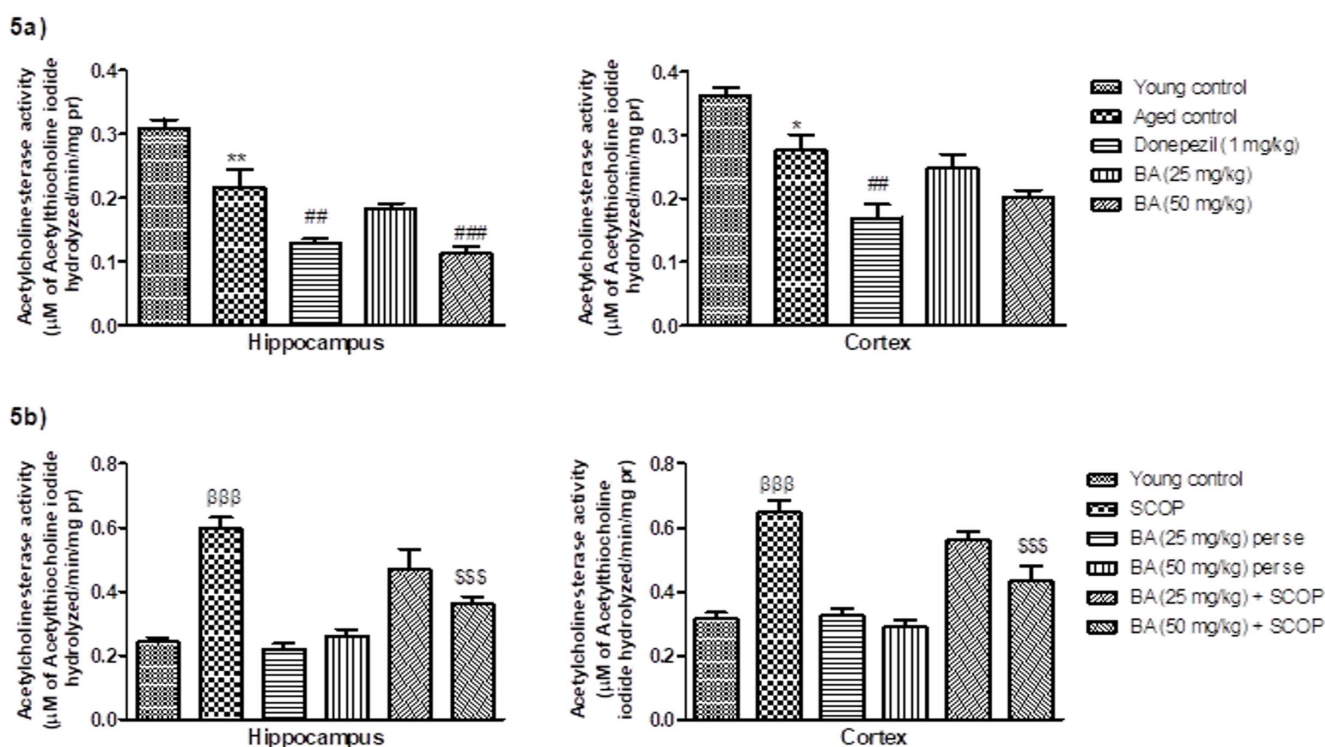 5a)
Acetylcholinesterase activity
(μM of Acetylthiocholine iodide
hydrolyzed/min/mg pr)
0.4
0.3
0.2
0.1
0.0
**
##
###
Hippocampus
Acetylcholinesterase activity
(μM of Acetylthiocholine iodide
hydrolyzed/min/mg pr)
0.4
0.3
0.2
0.1
0.0
*
##
Cortex
Young control
Aged control
Donepezil (1 mg/kg)
BA (25 mg/kg)
BA (50 mg/kg)
5b)
Acetylcholinesterase activity
(μM of Acetylthiocholine iodide
hydrolyzed/min/mg pr)
0.8
0.6
0.4
0.2
0.0
βββ
$$$
Hippocampus
Acetylcholinesterase activity
(μM of Acetylthiocholine
iodide hydrolyzed/min/mg pr)
0.8
0.6
0.4
0.2
0.0
βββ
$$$
Cortex
Young control
SCOP
BA (25 mg/kg) per se
BA (50 mg/kg) per se
BA (25 mg/kg) + SCOP
BA (50 mg/kg) + SCOP